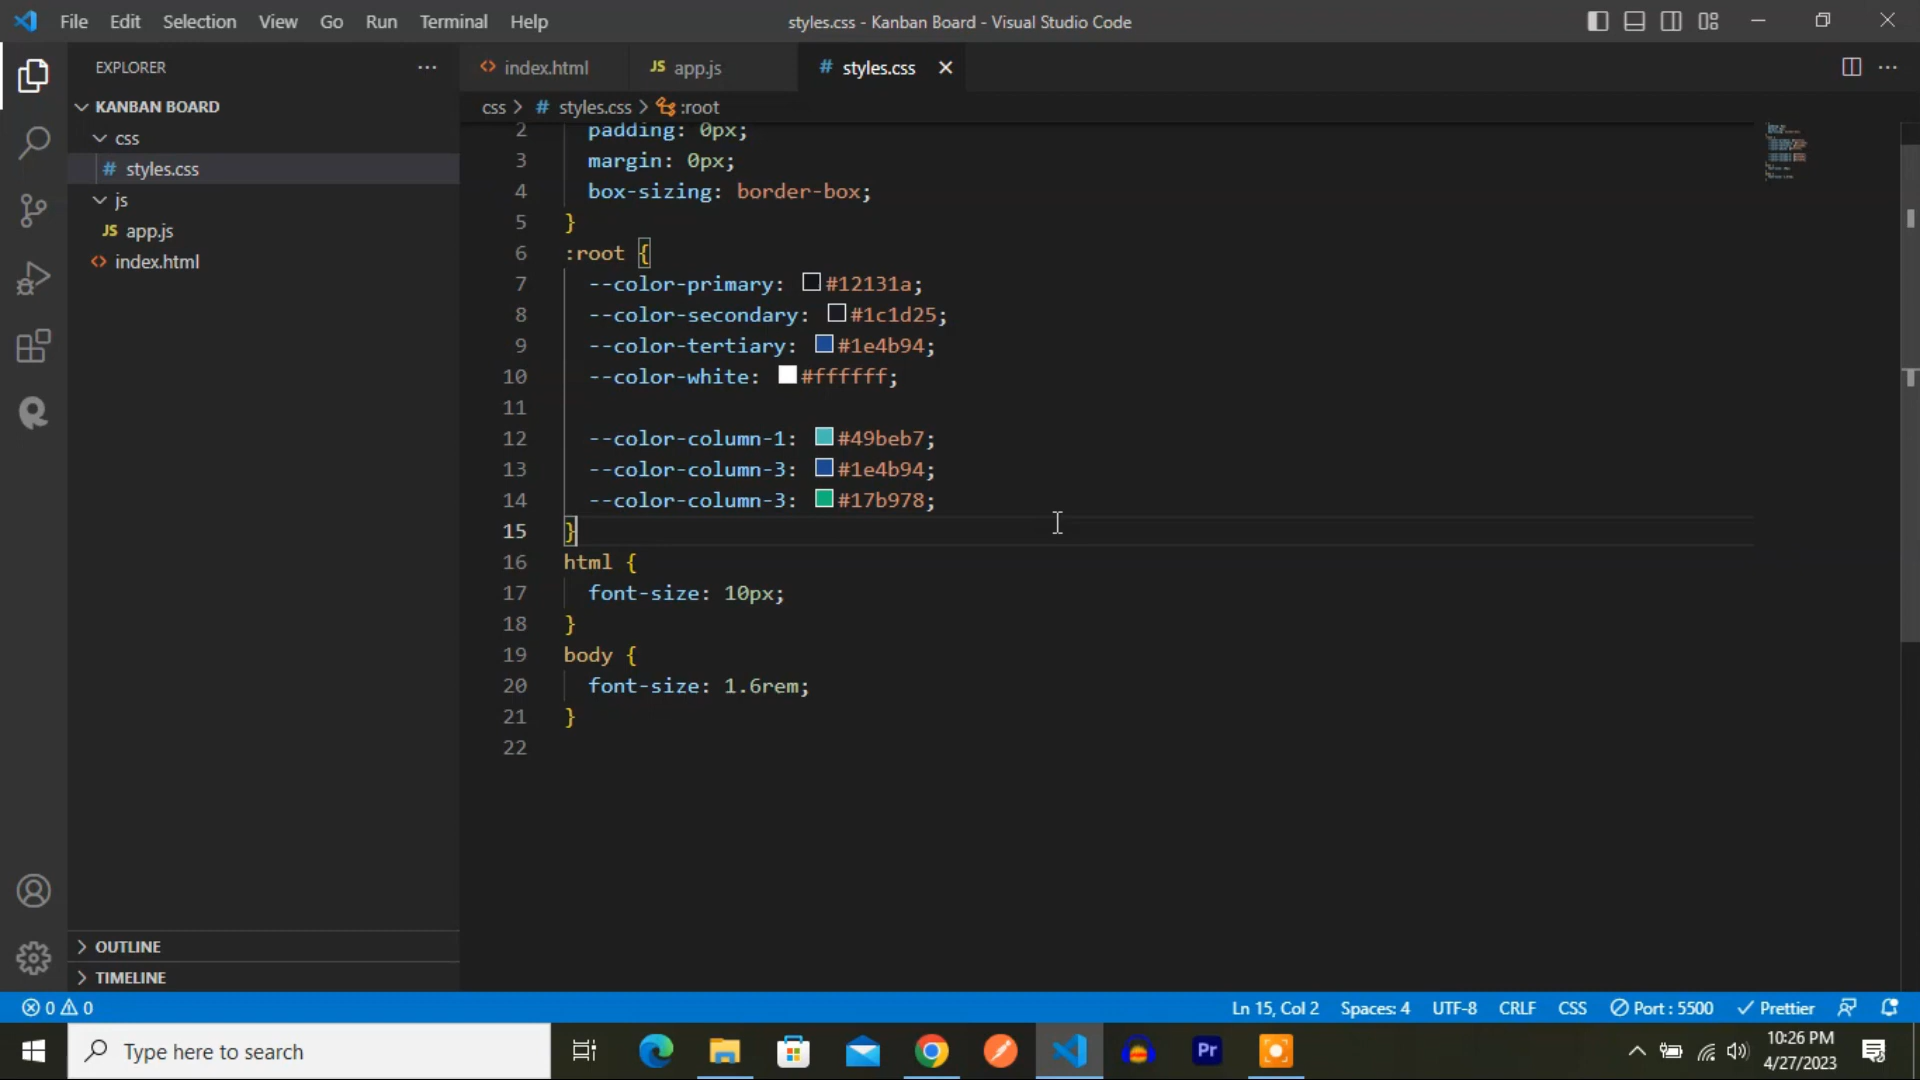 File Edit Selection View Go Run Terminal Help
styles.css - Kanban Board - Visual Studio Code
EXPLORER
KANBAN BOARD
css
# styles.css
js
JS app.js
<> index.html
OUTLINE
TIMELINE
<> index.html JS app.js # styles.css
css > # styles.css > :root
2 padding: 0px;
3 margin: 0px;
4 box-sizing: border-box;
5 }
6 :root {
7 --color-primary: #12131a;
8 --color-secondary: #1c1d25;
9 --color-tertiary: #1e4b94;
10 --color-white: #ffffff;
11
12 --color-column-1: #49beb7;
13 --color-column-3: #1e4b94;
14 --color-column-3: #17b978;
15 }
16 html {
17 font-size: 10px;
18 }
19 body {
20 font-size: 1.6rem;
21 }
22
0 0 Ln 15, Col 2 Spaces: 4 UTF-8 CRLF CSS Port : 5500 Prettier
Type here to search
Pr
10:26 PM
4/27/2023